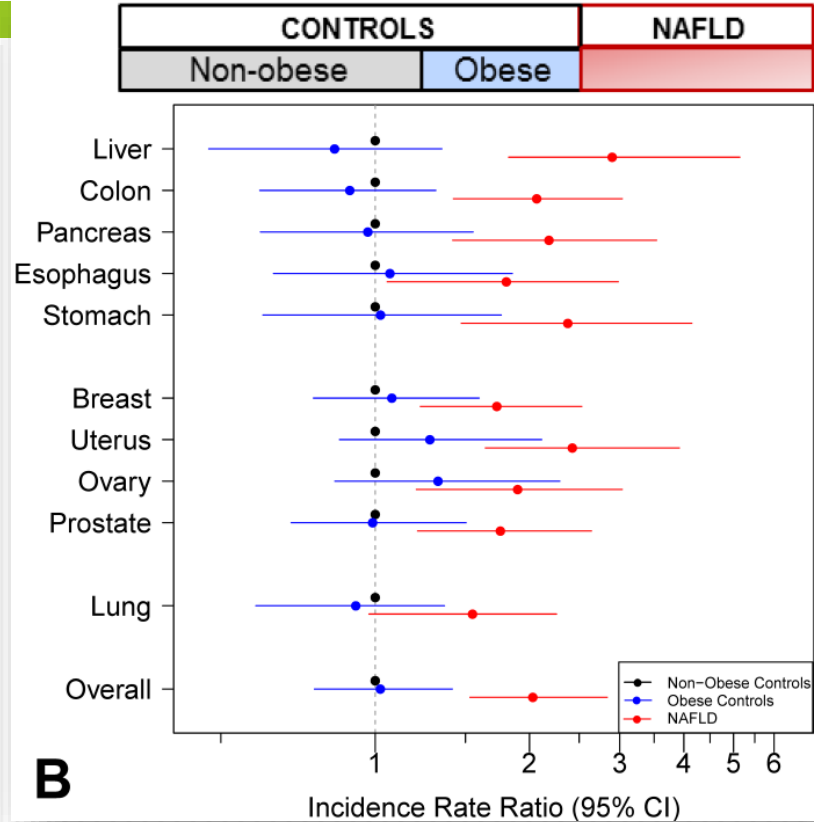 CONTROLS NAFLD
Non-obese Obese
Liver
Colon
Pancreas
Esophagus
Stomach
Breast
Uterus
Ovary
Prostate
Lung
Overall
Non-Obese Controls
Obese Controls
NAFLD
1 2 3 4 5 6
B
Incidence Rate Ratio (95% CI)